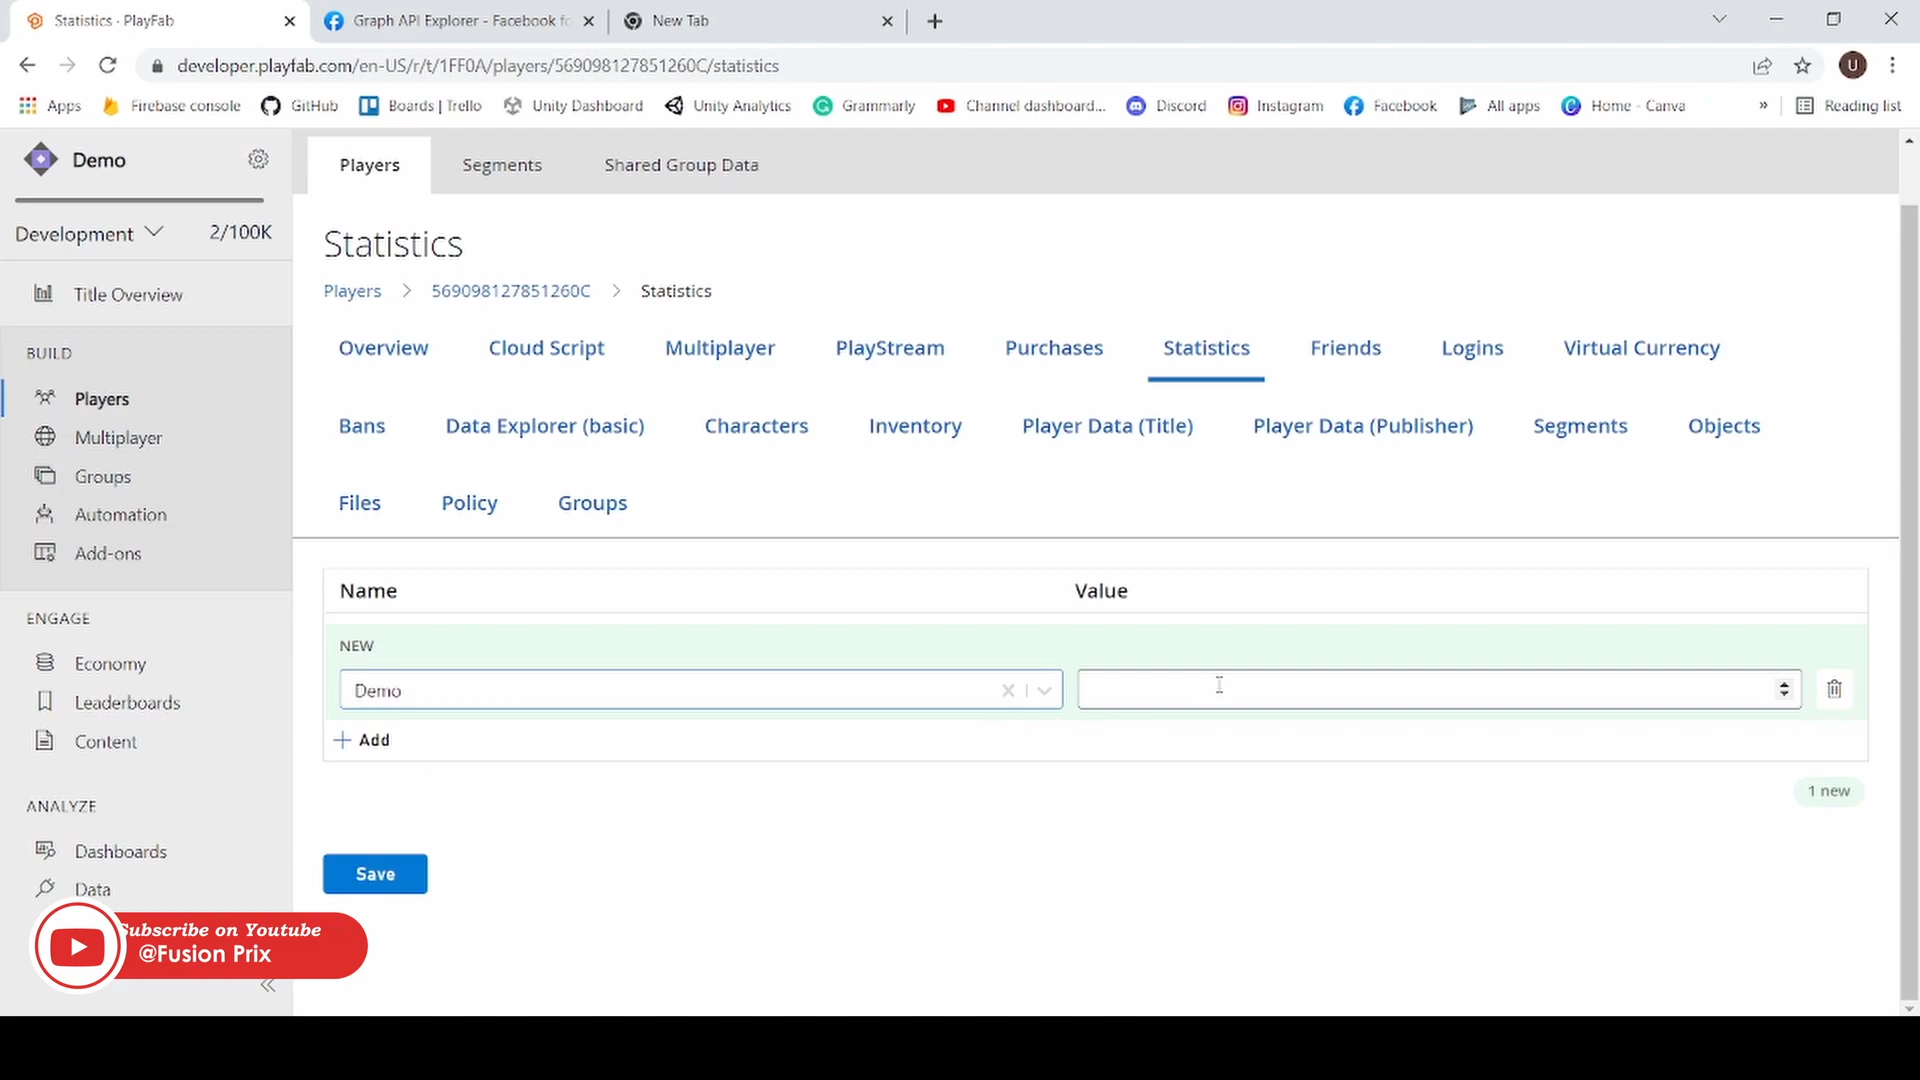 Statistics - PlayFab
Graph API Explorer - Facebook fo
New Tab
developer.playfab.com/en-US/r/t/1FF0A/players/569098127851260C/statistics
U
Apps
Firebase console
GitHub
Boards | Trello
Unity Dashboard
Unity Analytics
Grammarly
Channel dashboard...
Discord
Instagram
Facebook
All apps
Home - Canva
»
Reading list
Demo
Development
2/100K
Title Overview
BUILD
Players
Multiplayer
Groups
Automation
Add-ons
ENGAGE
Economy
Leaderboards
Content
ANALYZE
Dashboards
Data
Players
Segments
Shared Group Data
Statistics
Players > 569098127851260C > Statistics
Overview
Cloud Script
Multiplayer
PlayStream
Purchases
Statistics
Friends
Logins
Virtual Currency
Bans
Data Explorer (basic)
Characters
Inventory
Player Data (Title)
Player Data (Publisher)
Segments
Objects
Files
Policy
Groups
Name
Value
NEW
Demo
+ Add
1 new
Save
Subscribe on Youtube
@Fusion Prix